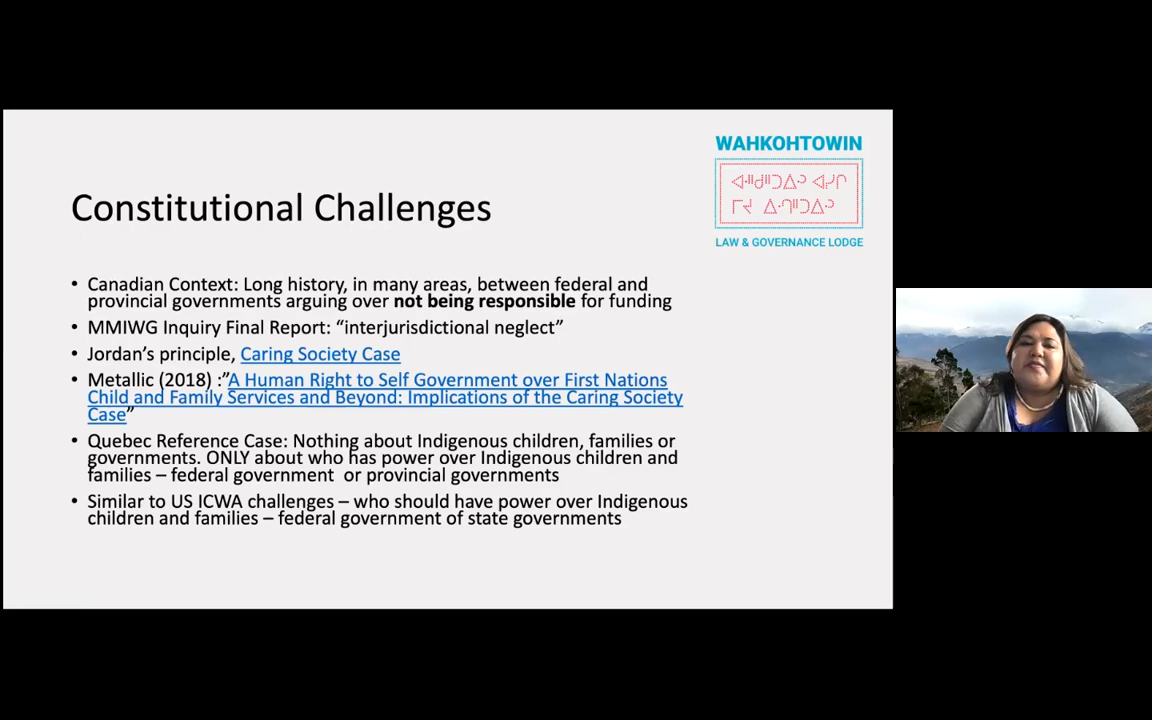 WAHKOHTOWIN
ᐊᐧᐦᑯᐦᑐᐃᐧᐣ
LAW & GOVERNANCE LODGE
Constitutional Challenges
• Canadian Context: Long history, in many areas, between federal and
provincial governments arguing over not being responsible for funding
• MMIWG Inquiry Final Report: “interjurisdictional neglect”
• Jordan’s principle, Caring Society Case
• Metallic (2018) :”A Human Right to Self Government over First Nations
Child and Family Services and Beyond: Implications of the Caring Society
Case”
• Quebec Reference Case: Nothing about Indigenous children, families or
governments. ONLY about who has power over Indigenous children and
families – federal government  or provincial governments
• Similar to US ICWA challenges – who should have power over Indigenous
children and families – federal government of state governments